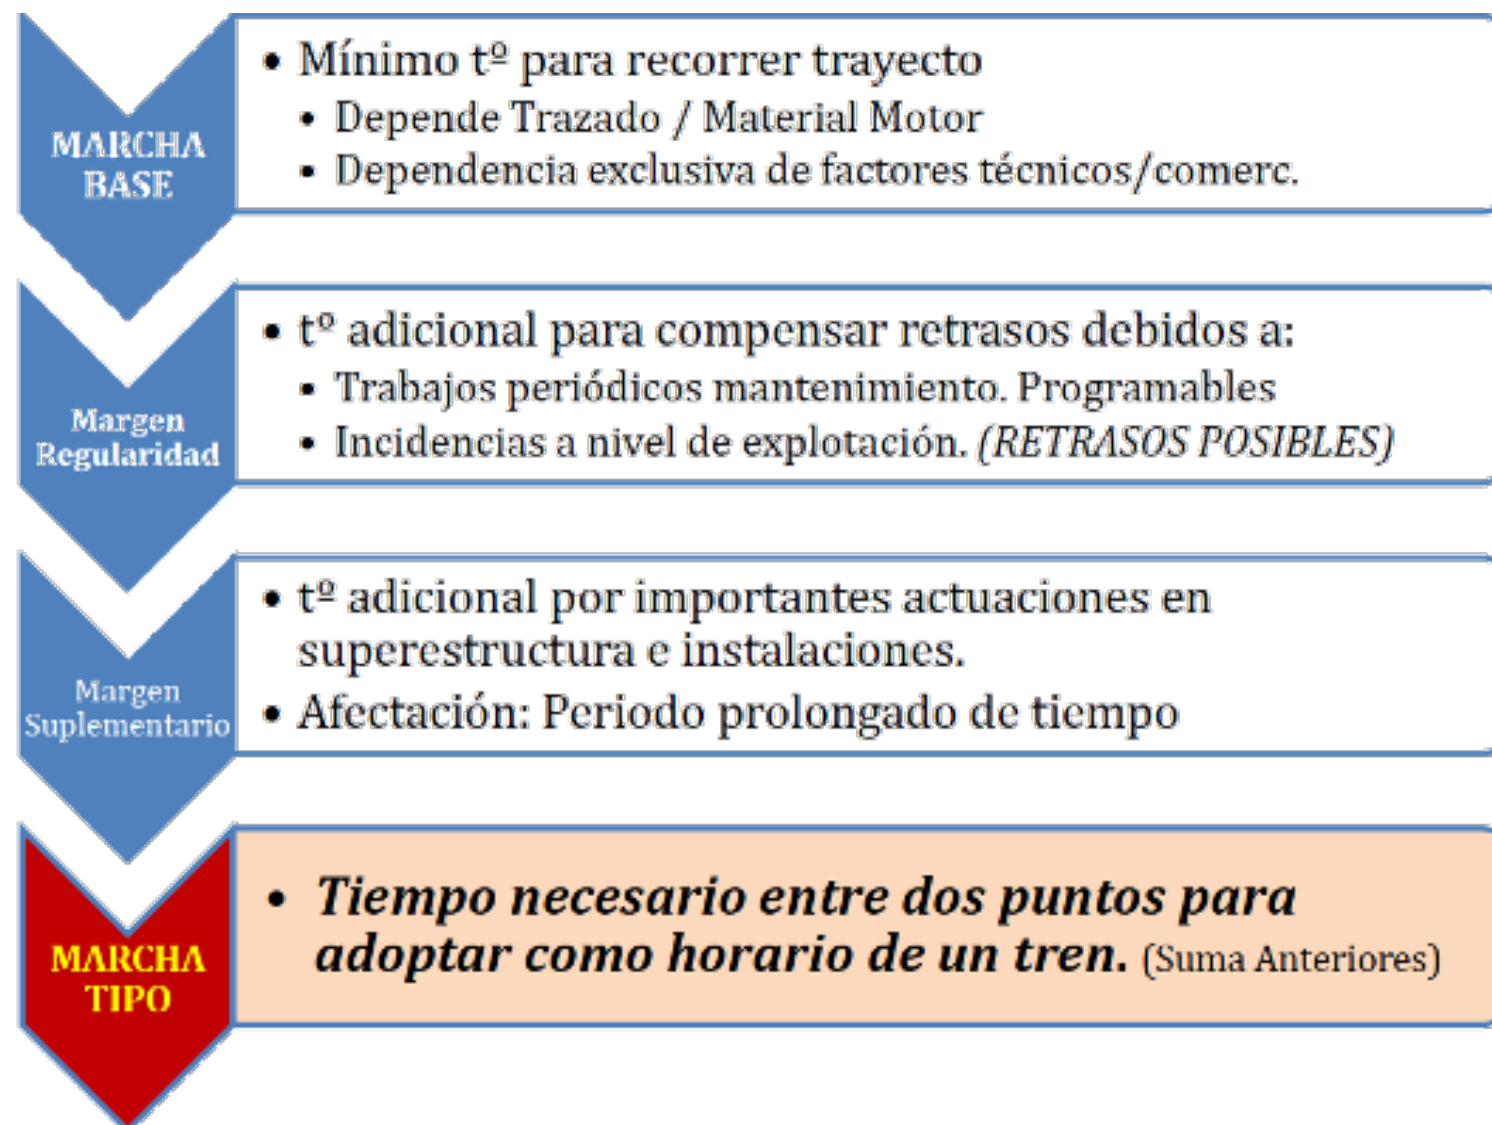 MARCHA
BASE
• Mínimo tº para recorrer trayecto
• Depende Trazado / Material Motor
• Dependencia exclusiva de factores técnicos/comerc.
Margen
Regularidad
• tº adicional para compensar retrasos debidos a:
• Trabajos periódicos mantenimiento. Programables
• Incidencias a nivel de explotación. (RETRASOS POSIBLES)
Margen
Suplementario
• tº adicional por importantes actuaciones en
superestructura e instalaciones.
• Afectación: Periodo prolongado de tiempo
MARCHA
TIPO
• Tiempo necesario entre dos puntos para
adoptar como horario de un tren. (Suma Anteriores)